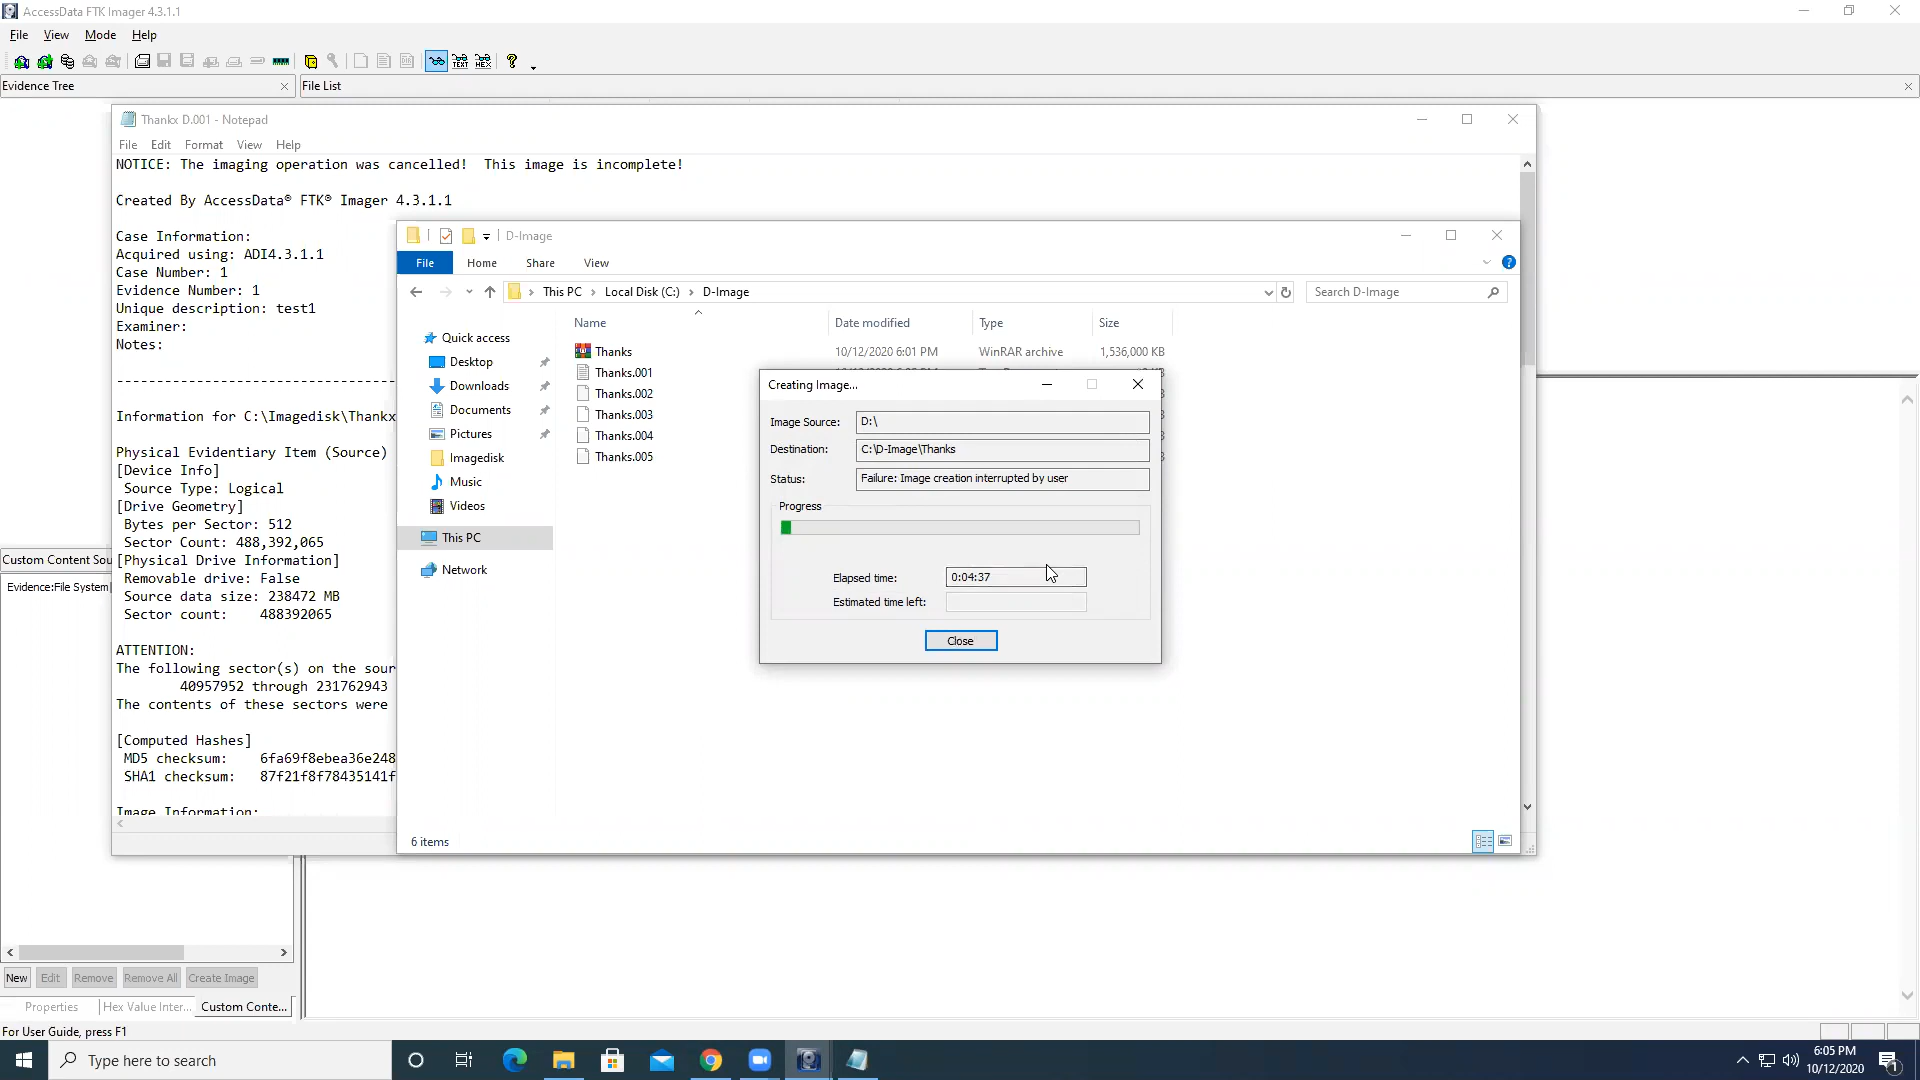 AccessData FTK Imager 4.3.1.1
File View Mode Help
TEXT HEX ?
Evidence Tree
File List
Thankx D.001 - Notepad
File Edit Format View Help
NOTICE: The imaging operation was cancelled!  This image is incomplete!
Created By AccessData® FTK® Imager 4.3.1.1
Case Information:
Acquired using: ADI4.3.1.1
Case Number: 1
Evidence Number: 1
Unique description: test1
Examiner:
Notes:
Information for C:\Imagedisk\Thankx
Physical Evidentiary Item (Source)
[Device Info]
Source Type: Logical
[Drive Geometry]
Bytes per Sector: 512
Sector Count: 488,392,065
[Physical Drive Information]
Removable drive: False
Source data size: 238472 MB
Sector count: 488392065
ATTENTION:
The following sector(s) on the sour
40957952 through 231762943
The contents of these sectors were
[Computed Hashes]
MD5 checksum: 6fa69f8ebea36e248
SHA1 checksum: 87f21f8f78435141f
Image Information:
D-Image
File Home Share View
This PC > Local Disk (C:) > D-Image
Search D-Image
Quick access
Desktop
Downloads
Documents
Pictures
Imagedisk
Music
Videos
This PC
Network
Name Date modified Type Size
Thanks 10/12/2020 6:01 PM WinRAR archive 1,536,000 KB
Thanks.001
Thanks.002
Thanks.003
Thanks.004
Thanks.005
6 items
Creating Image...
Image Source: D:\
Destination: C:\D-Image\Thanks
Status: Failure: Image creation interrupted by user
Progress
Elapsed time: 0:04:37
Estimated time left:
Close
Custom Content Sou
Evidence:File System
New Edit Remove Remove All Create Image
Properties Hex Value Inter... Custom Conte...
For User Guide, press F1
Type here to search
6:05 PM
10/12/2020
1